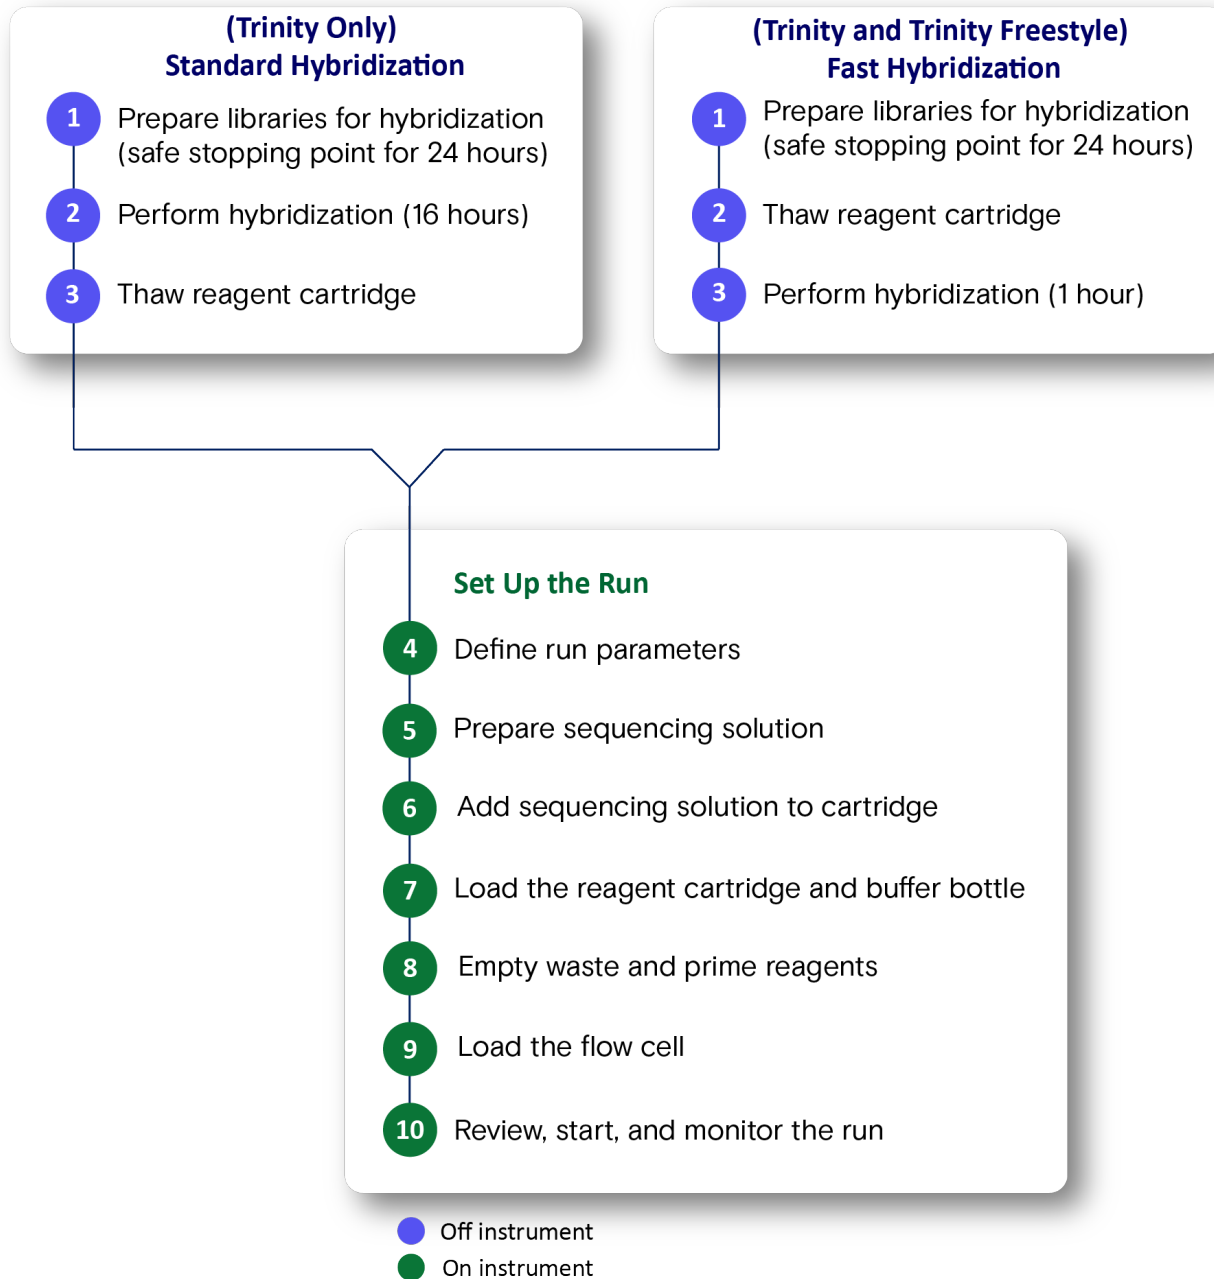 (Trinity Only)
Standard Hybridization
1 Prepare libraries for hybridization
(safe stopping point for 24 hours)
2 Perform hybridization (16 hours)
3 Thaw reagent cartridge
(Trinity and Trinity Freestyle)
Fast Hybridization
1 Prepare libraries for hybridization
(safe stopping point for 24 hours)
2 Thaw reagent cartridge
3 Perform hybridization (1 hour)
Set Up the Run
4 Define run parameters
5 Prepare sequencing solution
6 Add sequencing solution to cartridge
7 Load the reagent cartridge and buffer bottle
8 Empty waste and prime reagents
9 Load the flow cell
10 Review, start, and monitor the run
Off instrument
On instrument